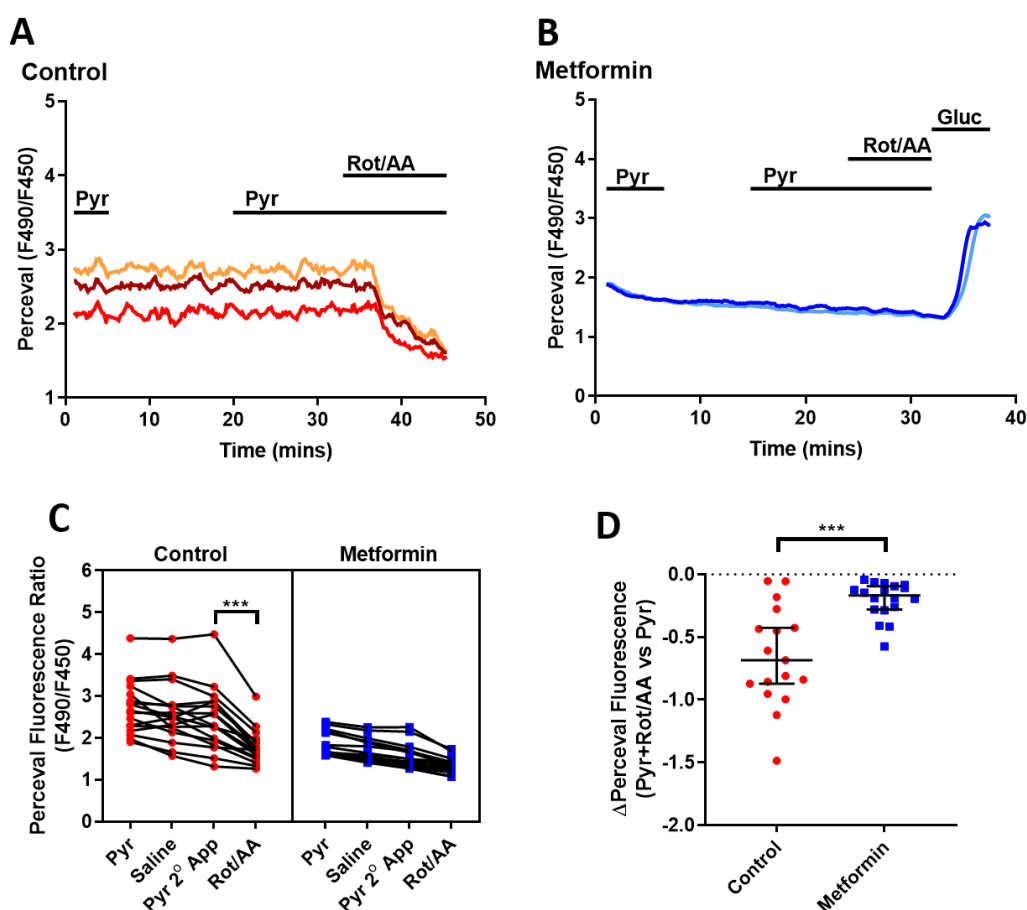 A
Control
Perceval (F490/F450)
5
4
3
2
1
Rot/AA
Pyr
Pyr
0
10
20
30
40
50
Time (mins)
B
Metformin
Perceval (F490/F450)
5
4
3
2
1
0
Gluc
Rot/AA
Pyr
Pyr
0
10
20
30
40
Time (mins)
C
Control
Metformin
Perceval Fluorescence Ratio
(F490/F450)
6
5
4
3
2
1
0
***
Pyr
Saline
Pyr 2° App
Rot/AA
Pyr
Saline
Pyr 2° App
Rot/AA
D
***
ΔPerceval Fluorescence
(Pyr+Rot/AA vs Pyr)
0.0
-0.5
-1.0
-1.5
-2.0
Control
Metformin